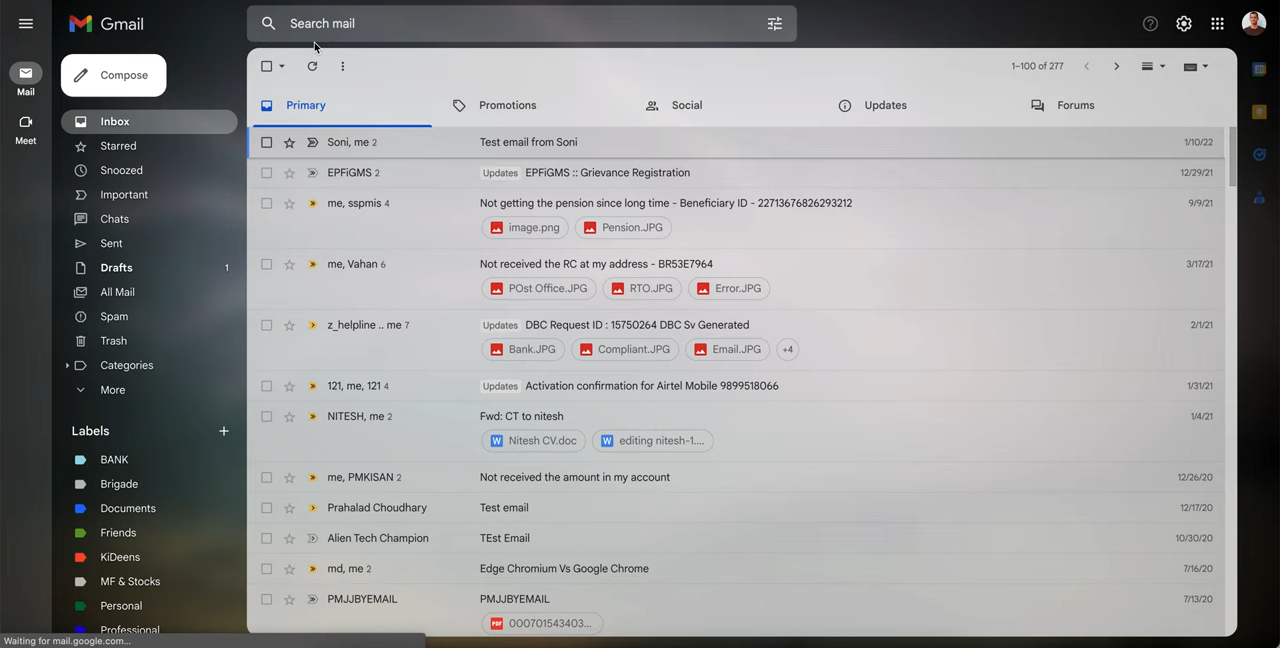 Gmail
Search mail
Mail
Meet
Compose
Inbox
Starred
Snoozed
Important
Chats
Sent
Drafts 1
All Mail
Spam
Trash
Categories
More
Labels
BANK
Brigade
Documents
Friends
KiDeens
MF & Stocks
Personal
Professional
1–100 of 277
Primary Promotions Social Updates Forums
Soni, me 2 Test email from Soni 1/10/22
EPFiGMS 2 Updates EPFiGMS :: Grievance Registration 12/29/21
me, sspmis 4 Not getting the pension since long time - Beneficiary ID - 22713676826293212 9/9/21
image.png Pension.JPG
me, Vahan 6 Not received the RC at my address - BR53E7964 3/17/21
POst Office.JPG RTO.JPG Error.JPG
z_helpline .. me 7 Updates DBC Request ID : 15750264 DBC Sv Generated 2/1/21
Bank.JPG Compliant.JPG Email.JPG +4
121, me, 121 4 Updates Activation confirmation for Airtel Mobile 9899518066 1/31/21
NITESH, me 2 Fwd: CT to nitesh 1/4/21
Nitesh CV.doc editing nitesh-1....
me, PMKISAN 2 Not received the amount in my account 12/26/20
Prahalad Choudhary Test email 12/17/20
Alien Tech Champion TEst Email 10/30/20
md, me 2 Edge Chromium Vs Google Chrome 7/16/20
PMJJBYEMAIL PMJJBYEMAIL 7/13/20
PDF 000701543403...
Waiting for mail.google.com...